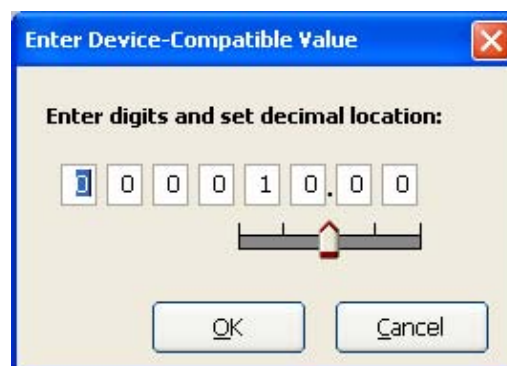 Enter Device-Compatible Value
Enter digits and set decimal location:
0 0 0 0 1 0 . 0 0
OK Cancel